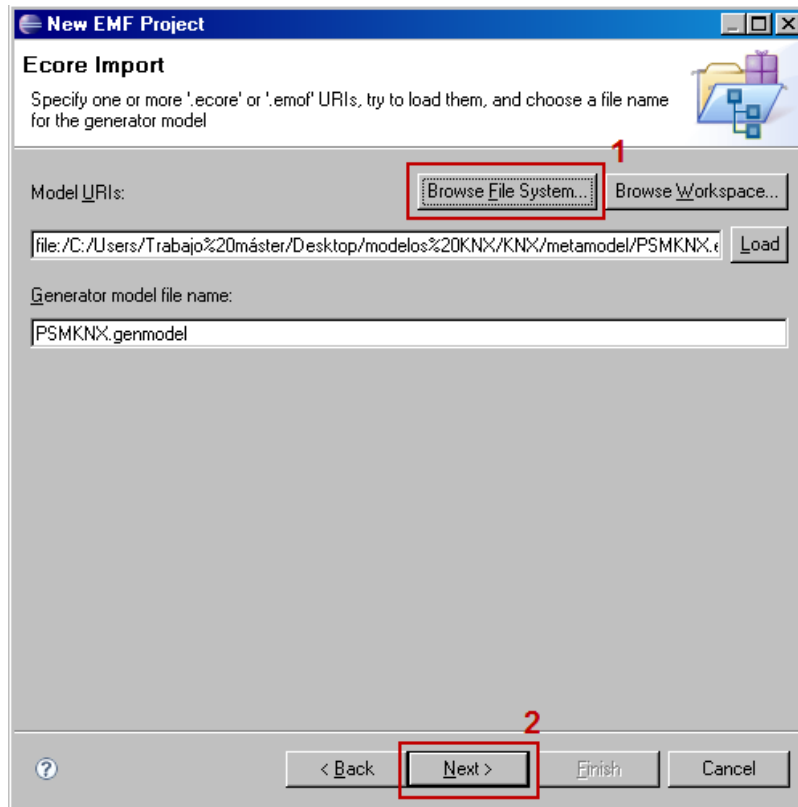 New EMF Project
Ecore Import
Specify one or more '.ecore' or '.emof' URIs, try to load them, and choose a file name
for the generator model
1
Model URIs:
Browse File System...
Browse Workspace...
file:/C:/Users/Trabajo%20máster/Desktop/modelos%20KNX/KNX/metamodel/PSMKNX.e
Load
Generator model file name:
PSMKNX.genmodel
2
?
< Back
Next >
Finish
Cancel